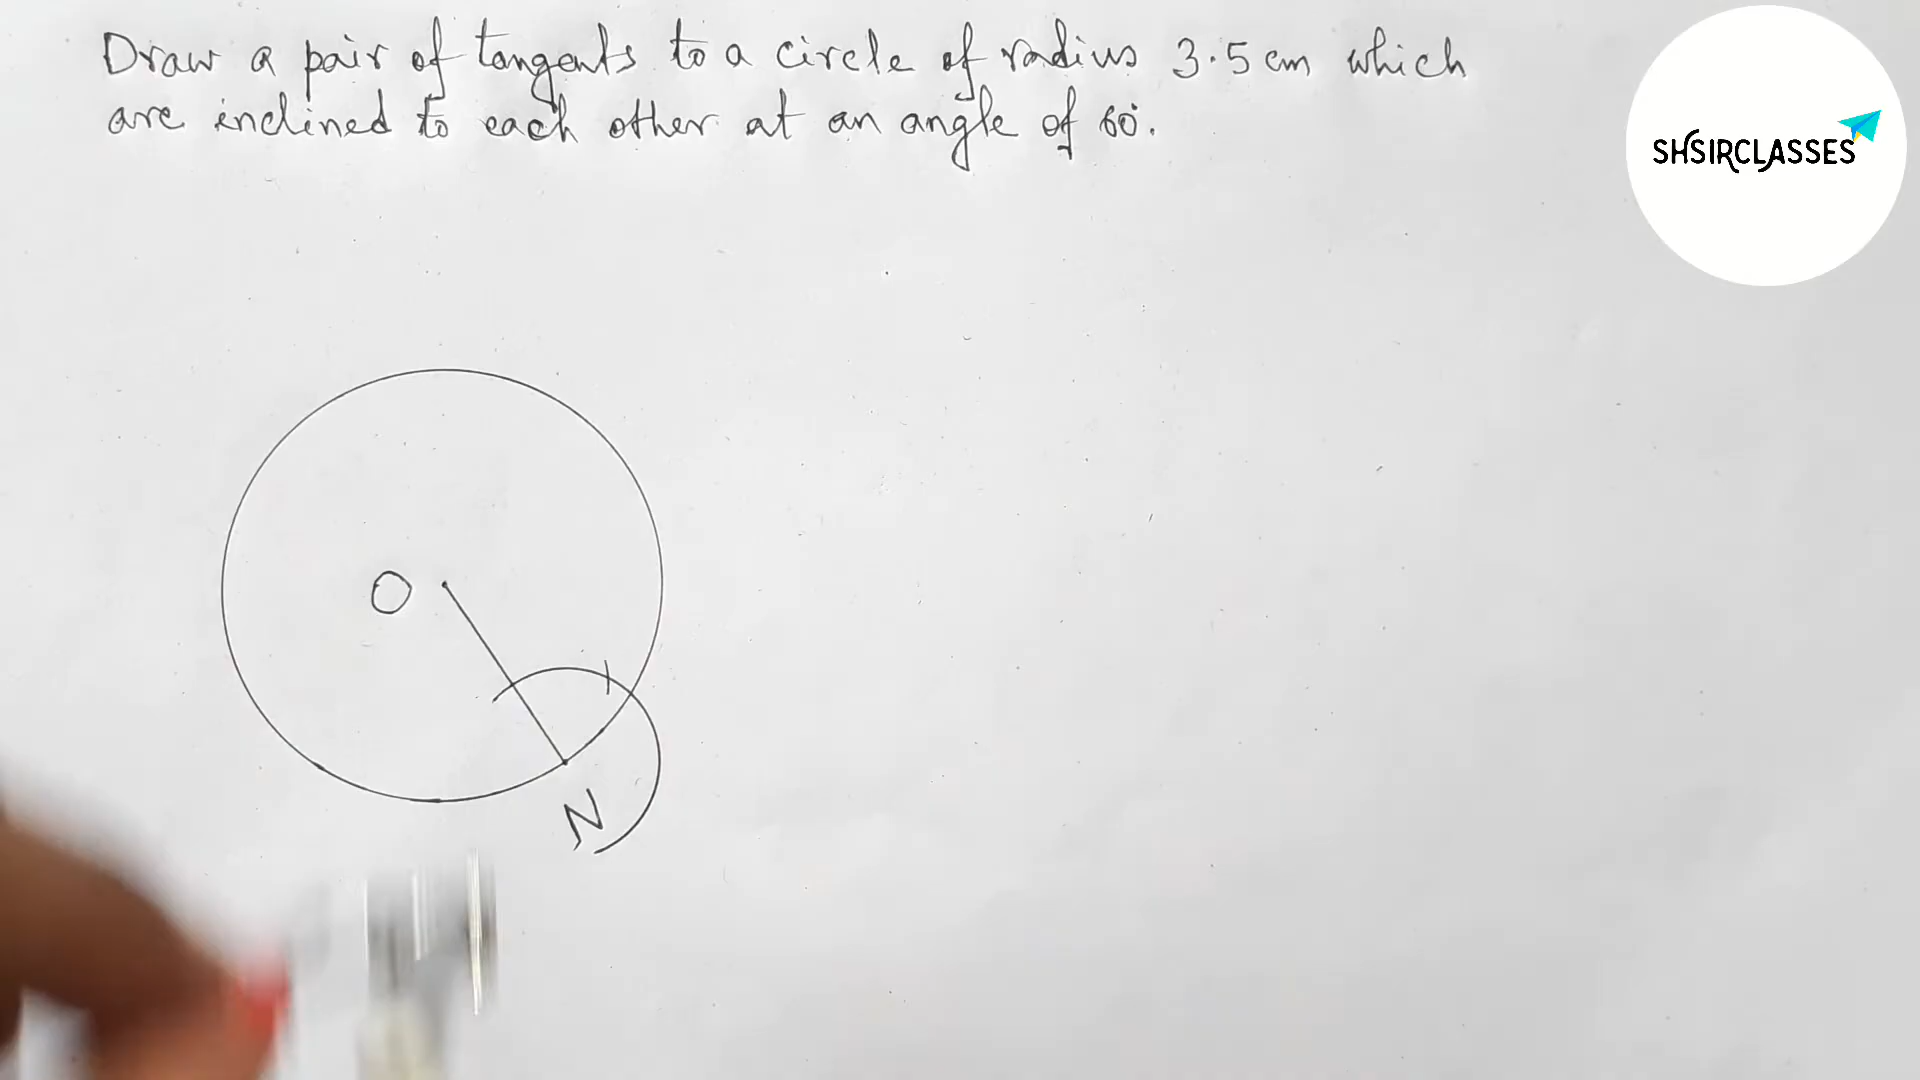 Draw a pair of tangents to a circle of radius 3.5 cm which
are inclined to each other at an angle of 60°.
SHSIRCLASSES
O
N